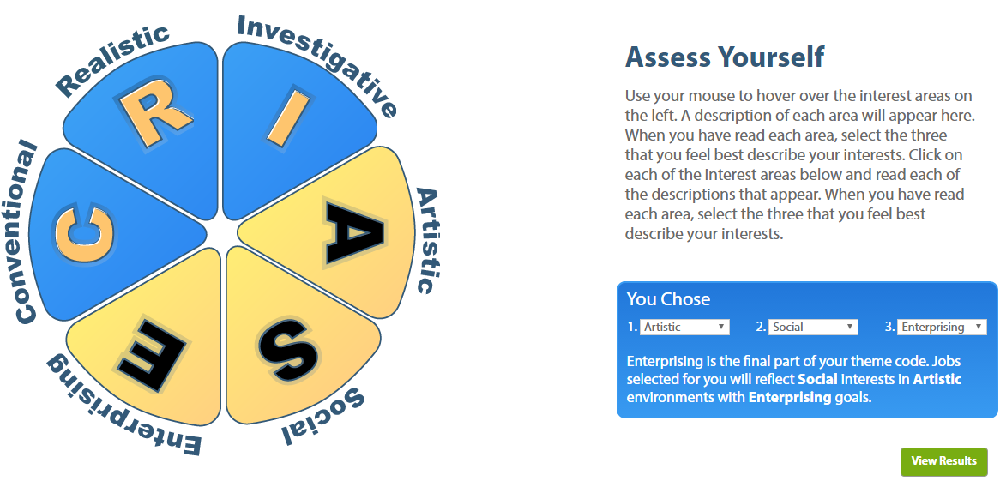 Realistic
Investigative
Artistic
Social
Enterprising
Conventional
R
I
A
S
E
C
Assess Yourself
Use your mouse to hover over the interest areas on
the left. A description of each area will appear here.
When you have read each area, select the three
that you feel best describe your interests. Click on
each of the interest areas below and read each of
the descriptions that appear. When you have read
each area, select the three that you feel best
describe your interests.
You Chose
1. Artistic 2. Social 3. Enterprising
Enterprising is the final part of your theme code. Jobs
selected for you will reflect Social interests in Artistic
environments with Enterprising goals.
View Results